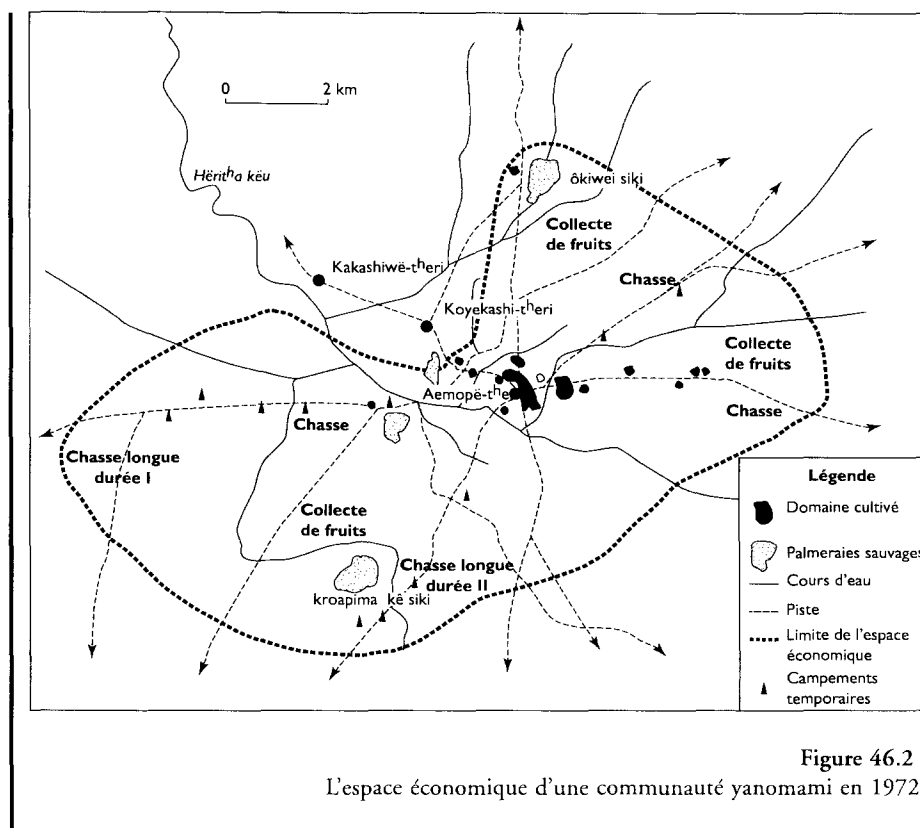 0 2 km
Hëritʰa këu
ôkiwei siki
Collecte
de fruits
Kakashiwë-tʰeri
Chasse
Koyekashi-tʰeri
Collecte
de fruits
Aemopë-tʰe
Chasse
Chasse
Chasse longue
durée I
Collecte
de fruits
Chasse longue
durée II
kroapima kê siki
Légende
Domaine cultivé
Palmeraies sauvages
Cours d'eau
Piste
Limite de l'espace
économique
Campements
temporaires
Figure 46.2
L'espace économique d'une communauté yanomami en 1972